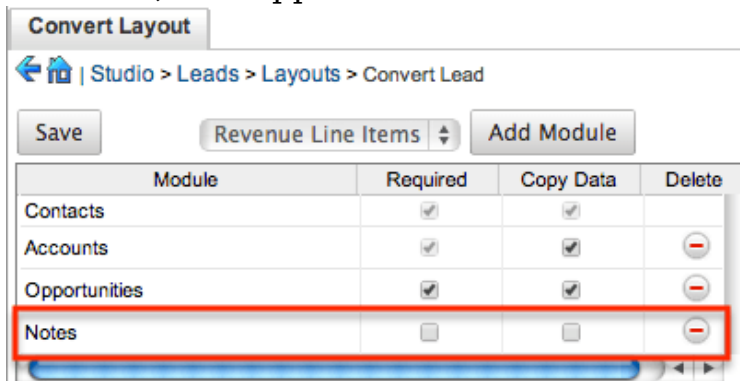 Convert Layout
| Studio > Leads > Layouts > Convert Lead
Save Revenue Line Items Add Module
Module Required Copy Data Delete
Contacts
Accounts
Opportunities
Notes